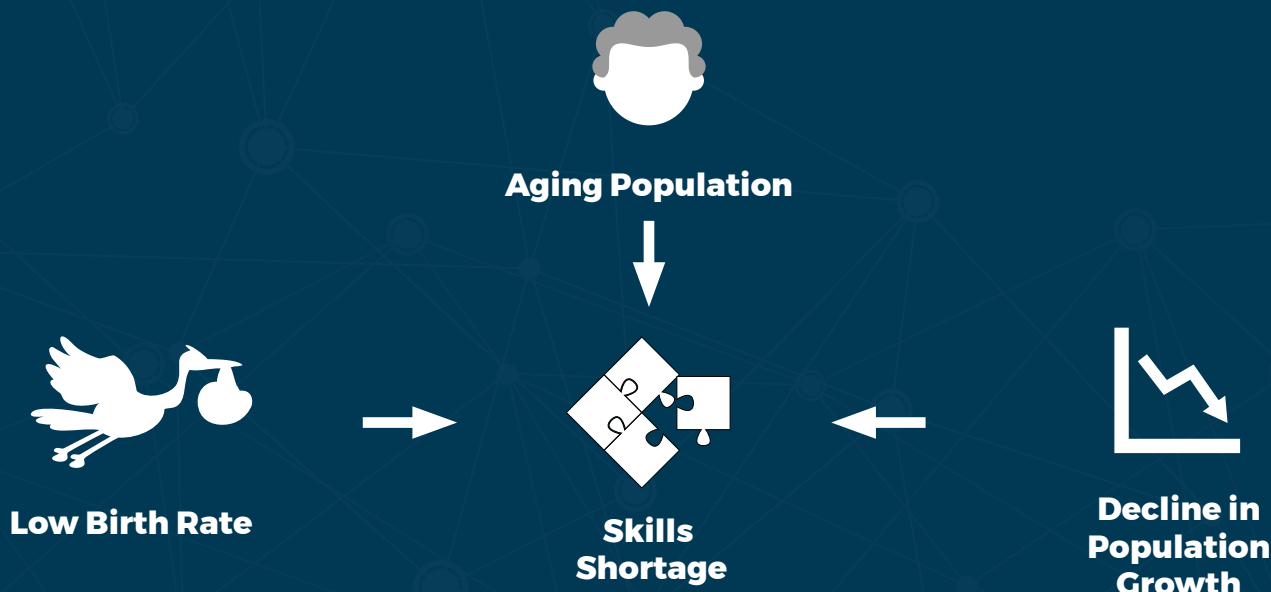 Aging Population
Low Birth Rate
Skills
Shortage
Decline in
Population
Growth